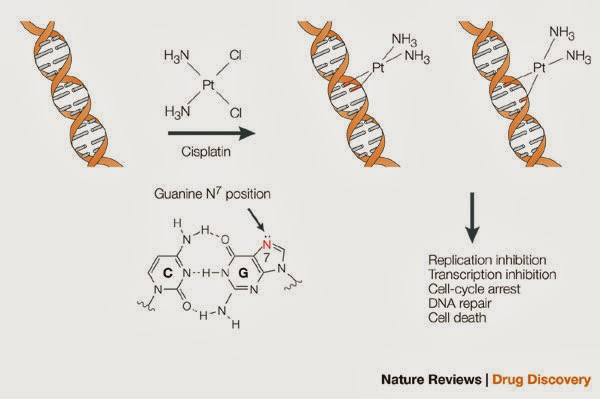 H₃N
Cl
Pt
H₃N
Cl
Cisplatin
NH₃
NH₃
Pt
NH₃
NH₃
Pt
Guanine N⁷ position
H
N
H
O
N
7
C
N
H
N
G
N
N
O
H
N
N
H
Replication inhibition
Transcription inhibition
Cell-cycle arrest
DNA repair
Cell death
Nature Reviews | Drug Discovery